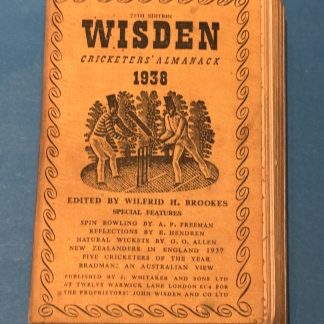 75TH EDITION
WISDEN
CRICKETERS' ALMANACK
1938
EDITED BY WILFRID H. BROOKES
SPECIAL FEATURES
SPIN BOWLING BY A. P. FREEMAN
REFLECTIONS BY E. HENDREN
NATURAL WICKETS BY G. O. ALLEN
NEW ZEALANDERS IN ENGLAND 1937
FIVE CRICKETERS OF THE YEAR
BRADMAN: AN AUSTRALIAN VIEW
PUBLISHED BY J. WHITAKER AND SONS LTD
AT TWELVE WARWICK LANE LONDON EC4 FOR
THE PROPRIETORS: JOHN WISDEN AND CO LTD